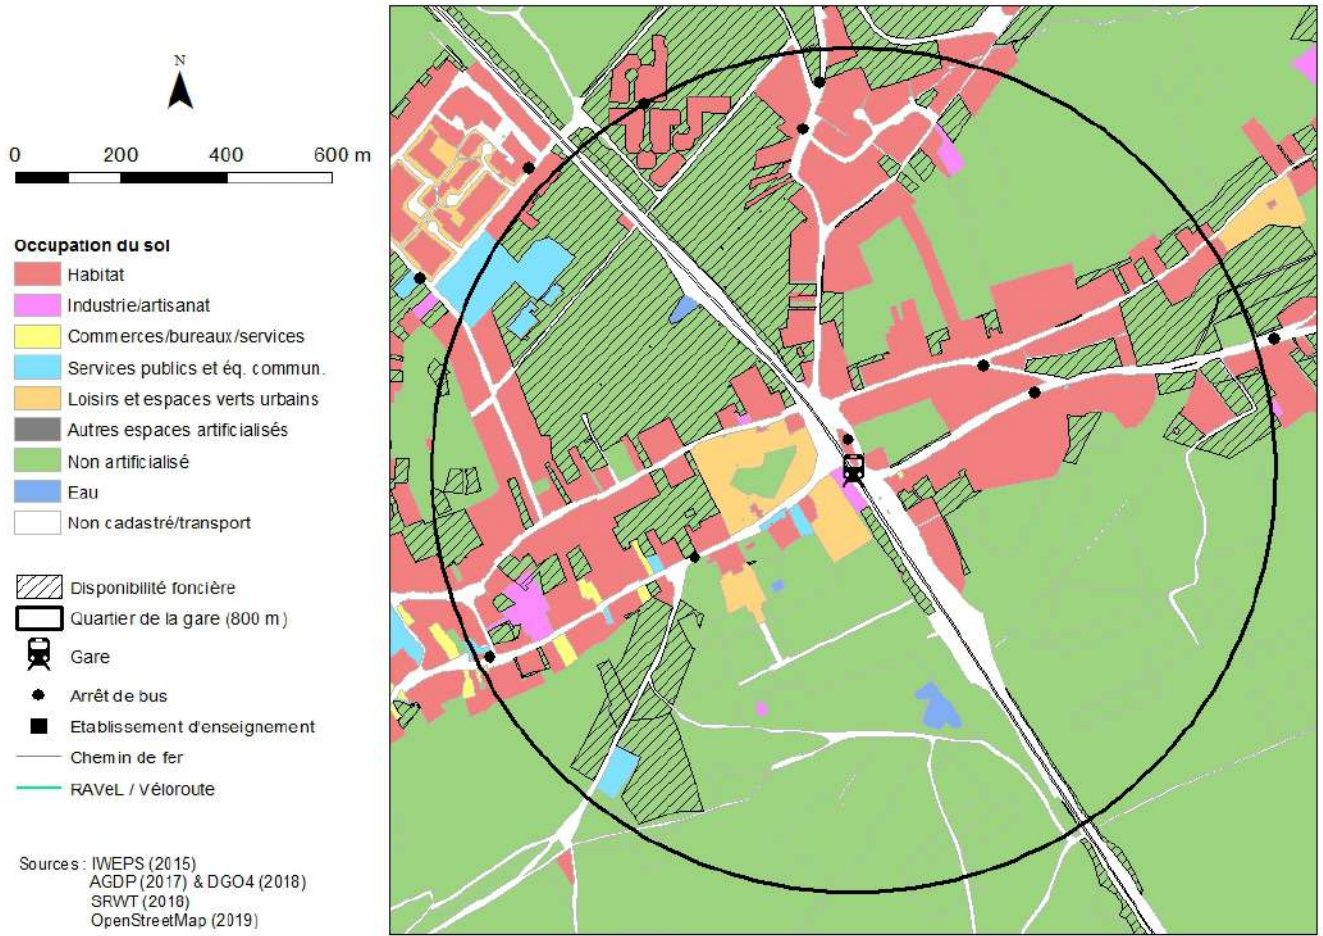 N
0 200 400 600 m
Occupation du sol
Habitat
Industrie/artisanat
Commerces/bureaux/services
Services publics et éq. commun.
Loisirs et espaces verts urbains
Autres espaces artificialisés
Non artificialisé
Eau
Non cadastré/transport
Disponibilité foncière
Quartier de la gare (800 m)
Gare
Arrêt de bus
Etablissement d'enseignement
Chemin de fer
RAVeL / Véloroute
Sources : IWEPS (2015)
AGDP (2017) & DGO4 (2018)
SRWT (2018)
OpenStreetMap (2019)